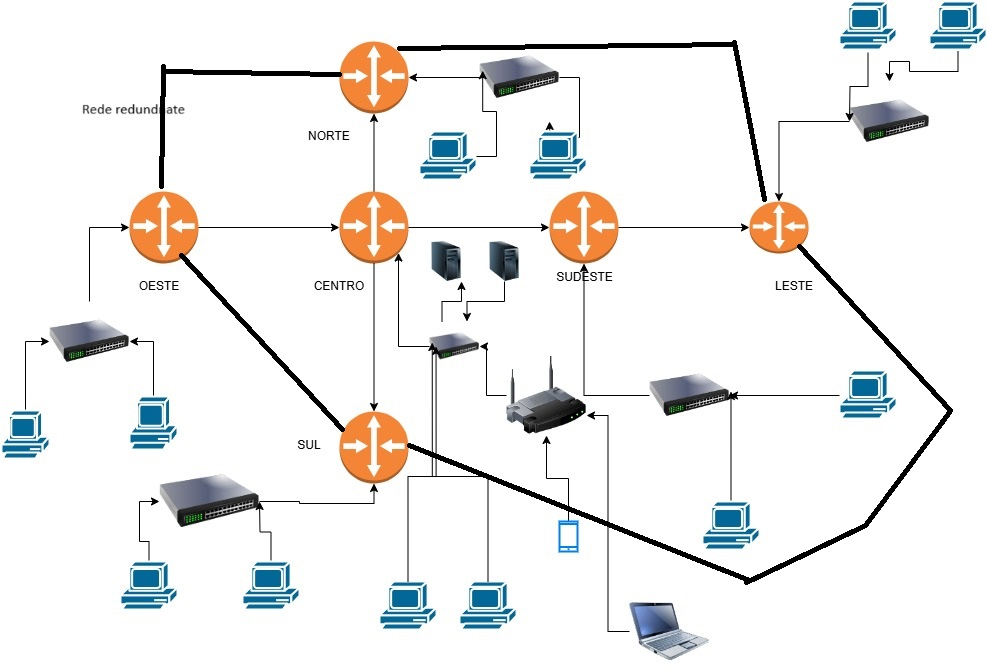 Rede redundate
NORTE
OESTE
CENTRO
SUDESTE
LESTE
SUL